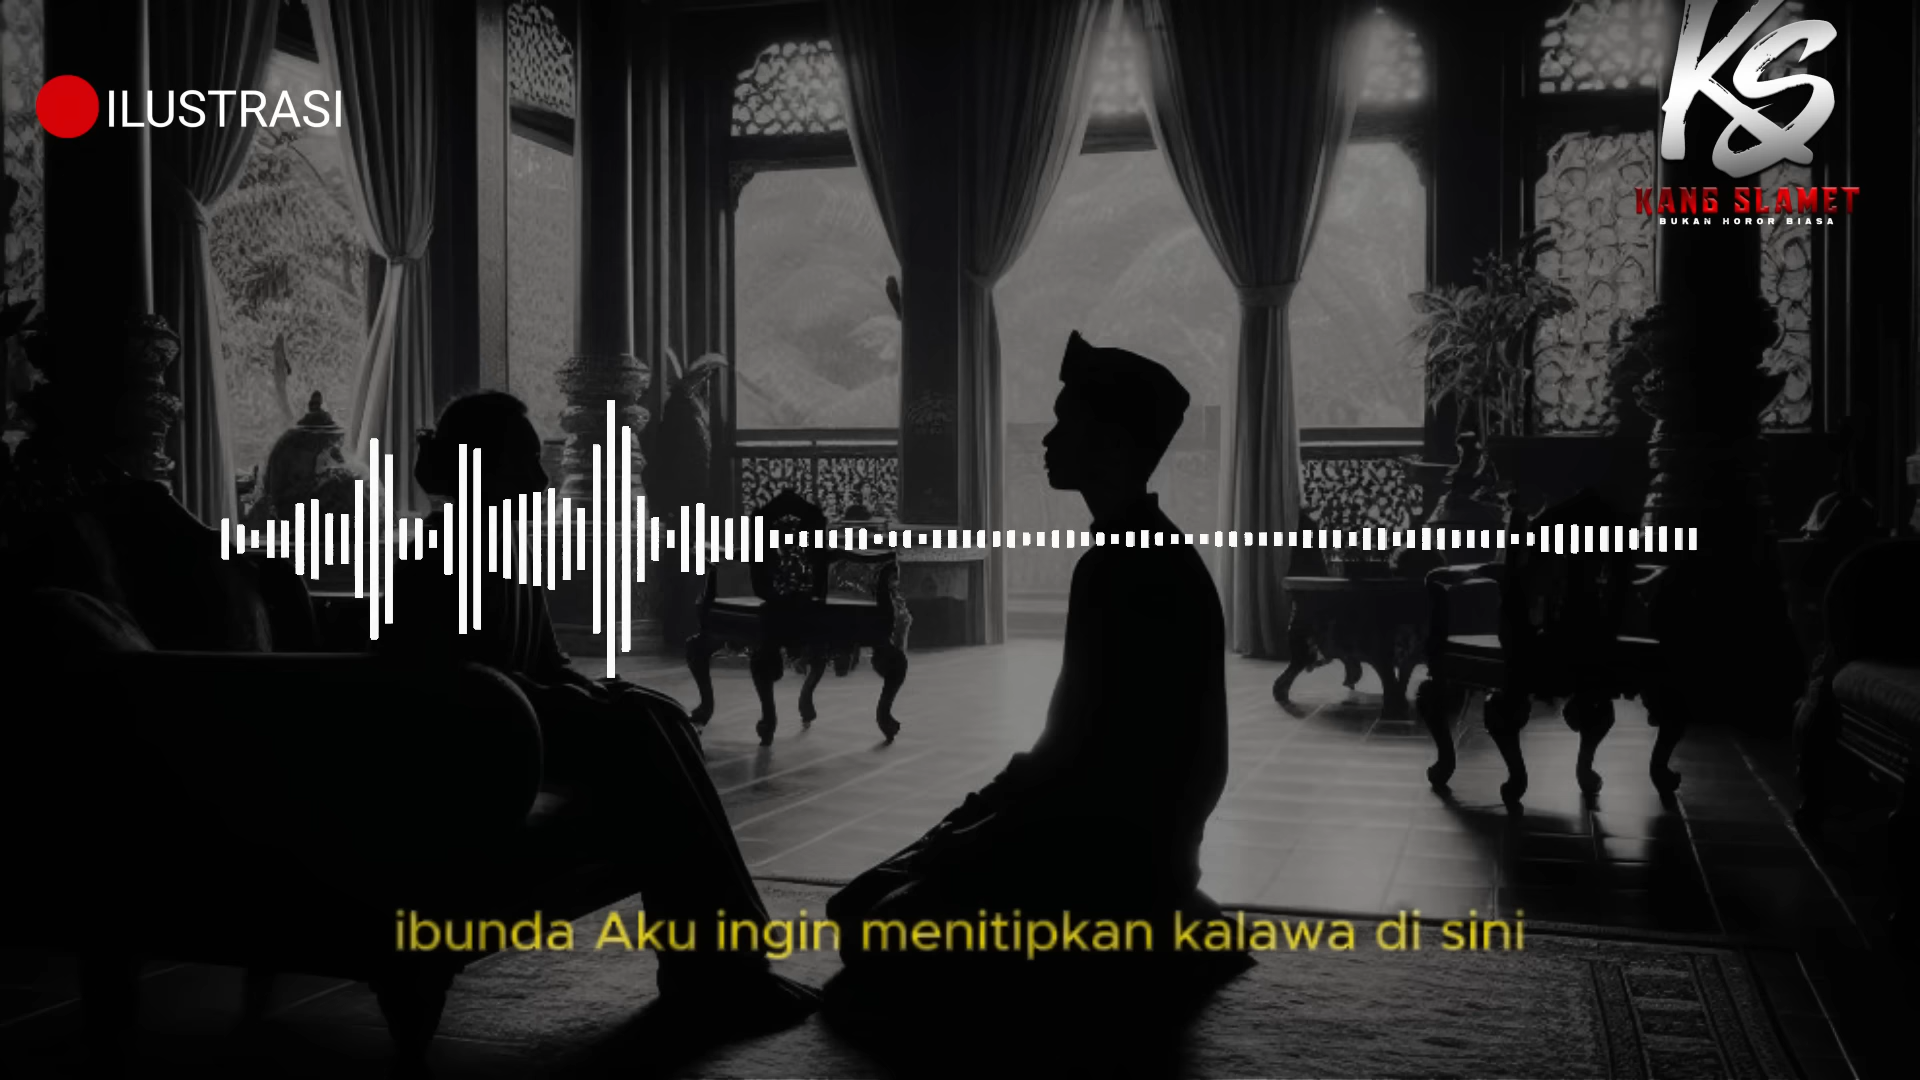 ILUSTRASI
KS
KANG SLAMET
BUKAN HOROR BIASA
ibunda Aku ingin menitipkan kalawa di sini